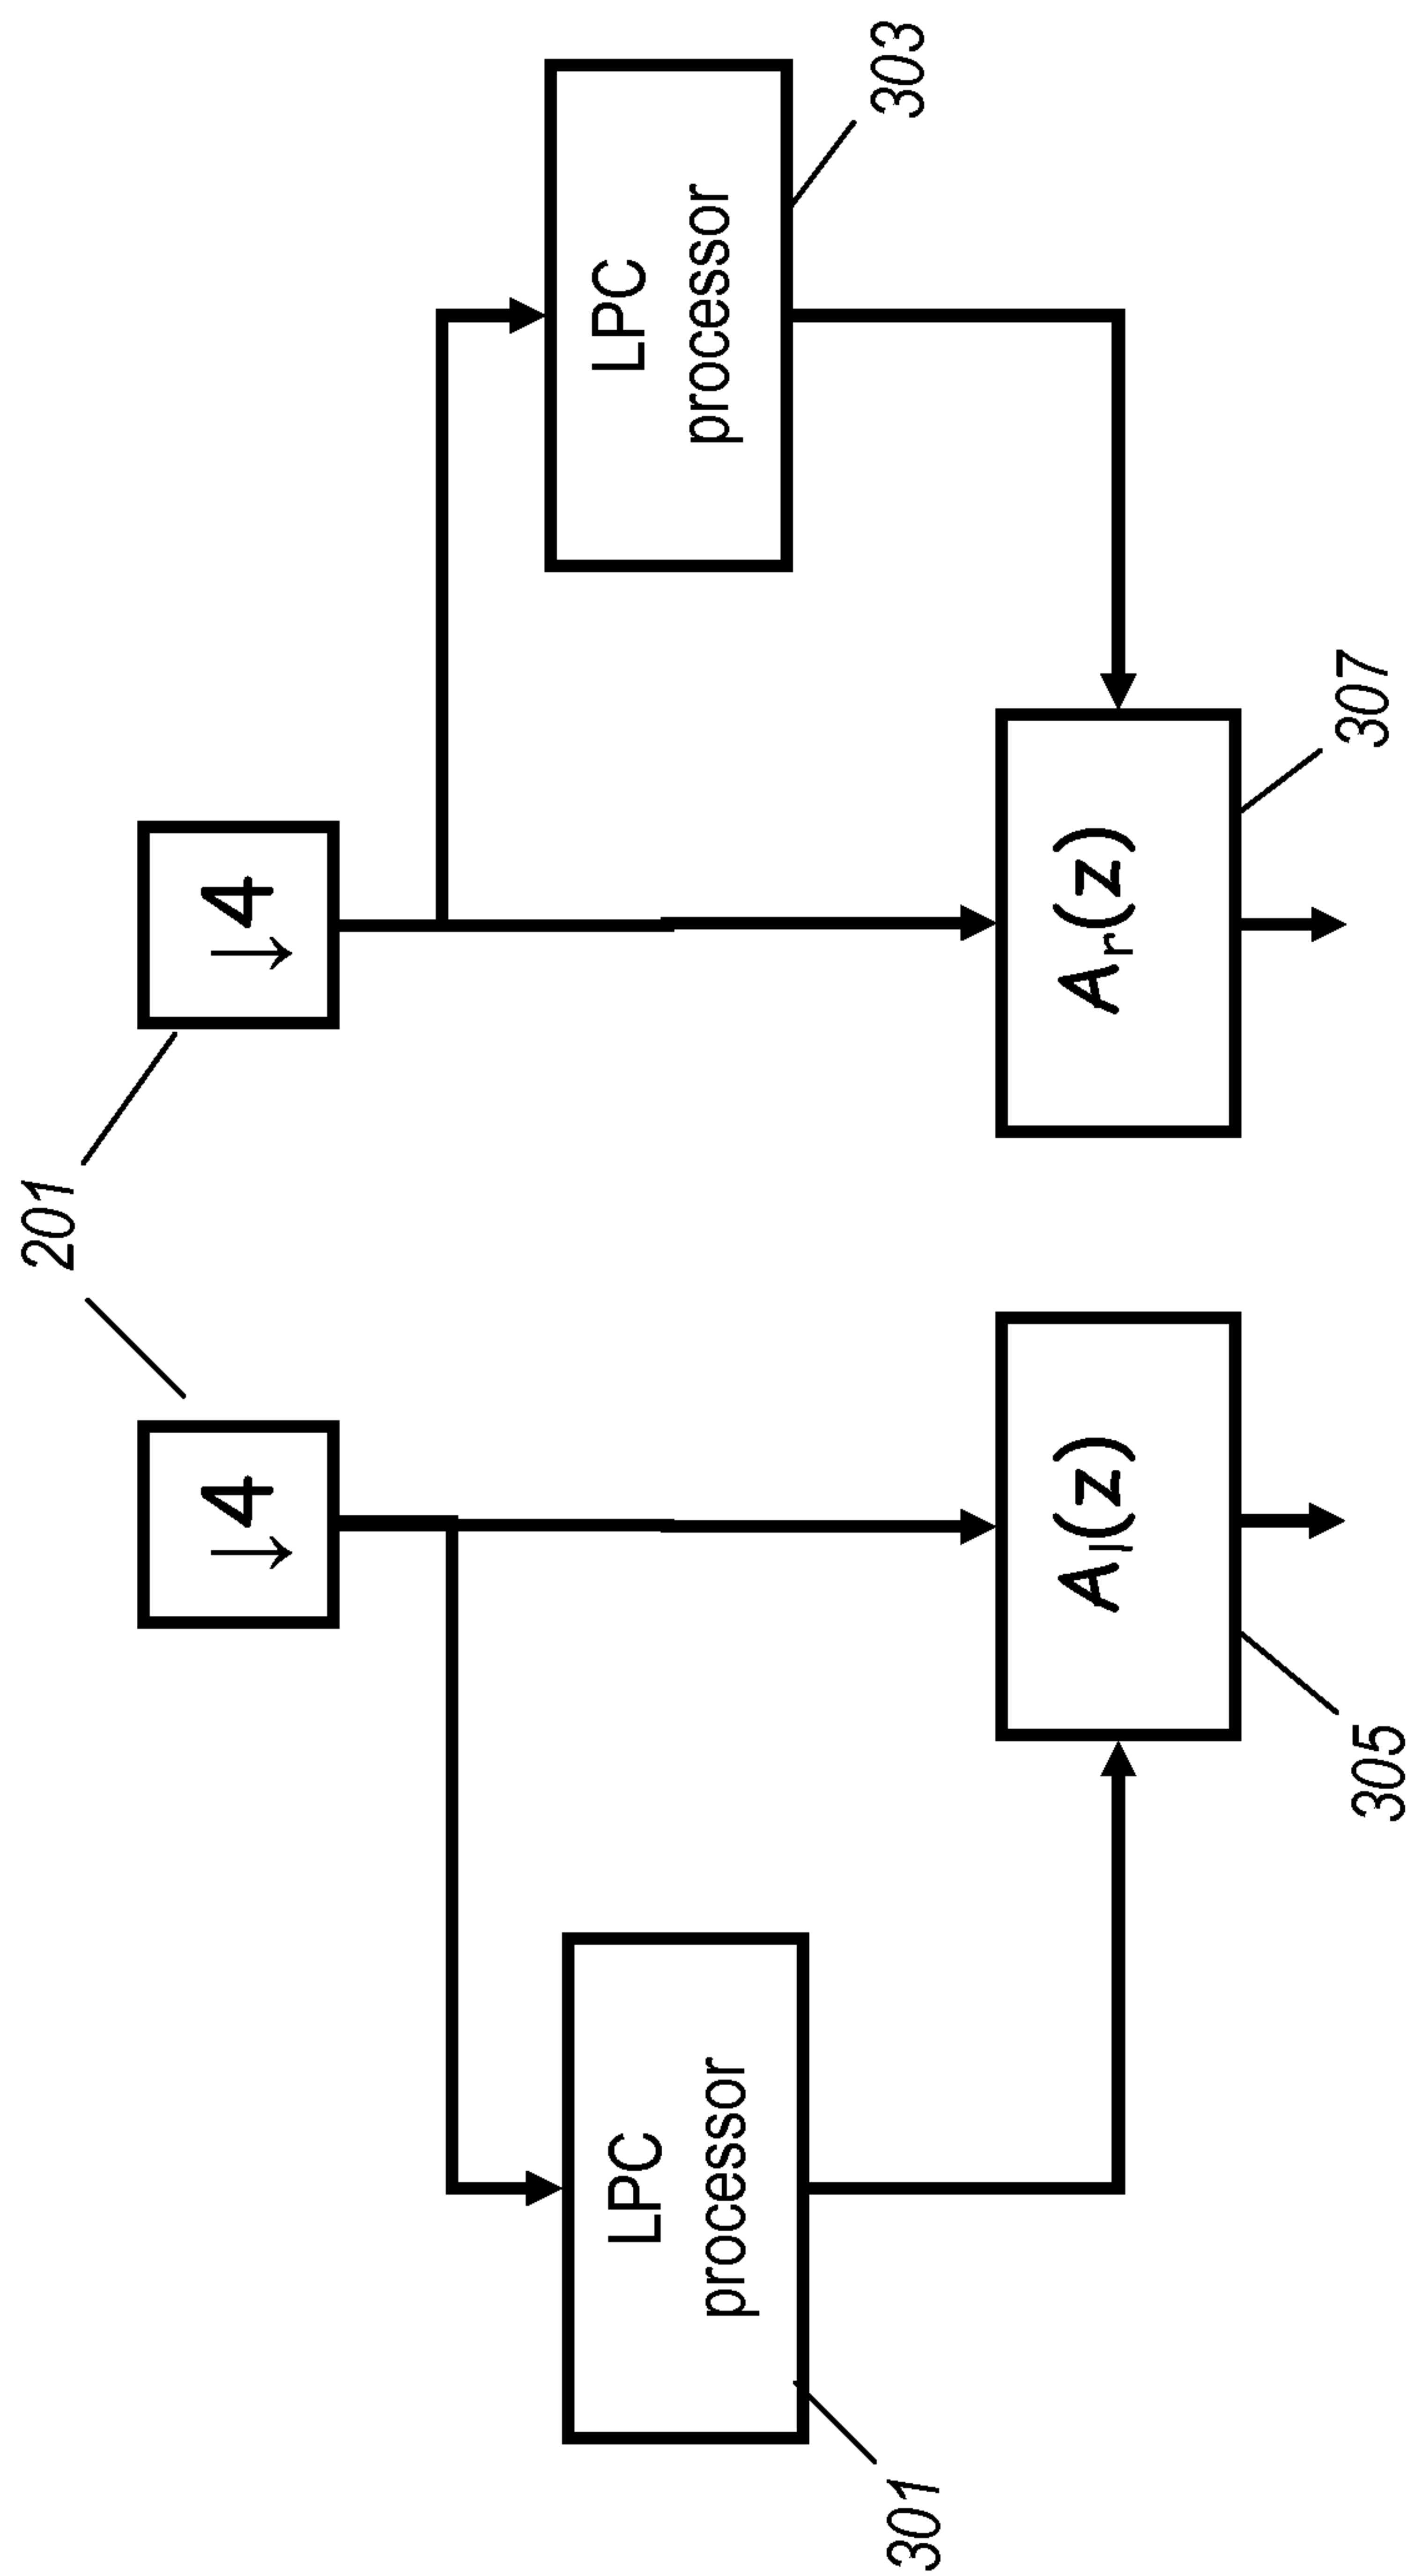 201
↓4
↓4
LPC
processor
LPC
processor
301
303
Al(z)
Ar(z)
305
307